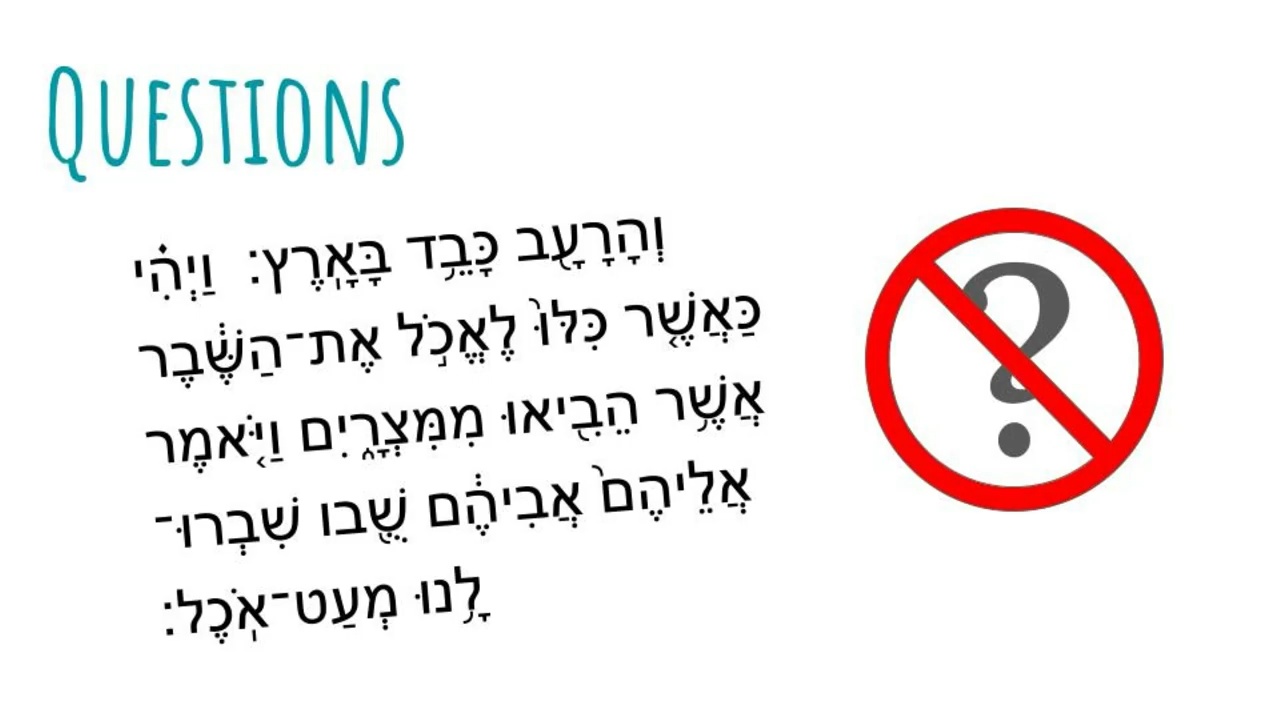 QUESTIONS
וְהָרָעָ֖ב כָּבֵ֥ד בָּאָֽרֶץ׃ וַיְהִ֗י
כַּאֲשֶׁ֤ר כִּלּוּ֙ לֶאֱכֹ֣ל אֶת־הַשֶּׁ֔בֶר
אֲשֶׁ֥ר הֵבִ֖יאוּ מִמִּצְרָ֑יִם וַיֹּ֤אמֶר
אֲלֵיהֶם֙ אֲבִיהֶ֔ם שֻׁ֖בוּ שִׁבְרוּ־
לָ֥נוּ מְעַט־אֹֽכֶל׃
?